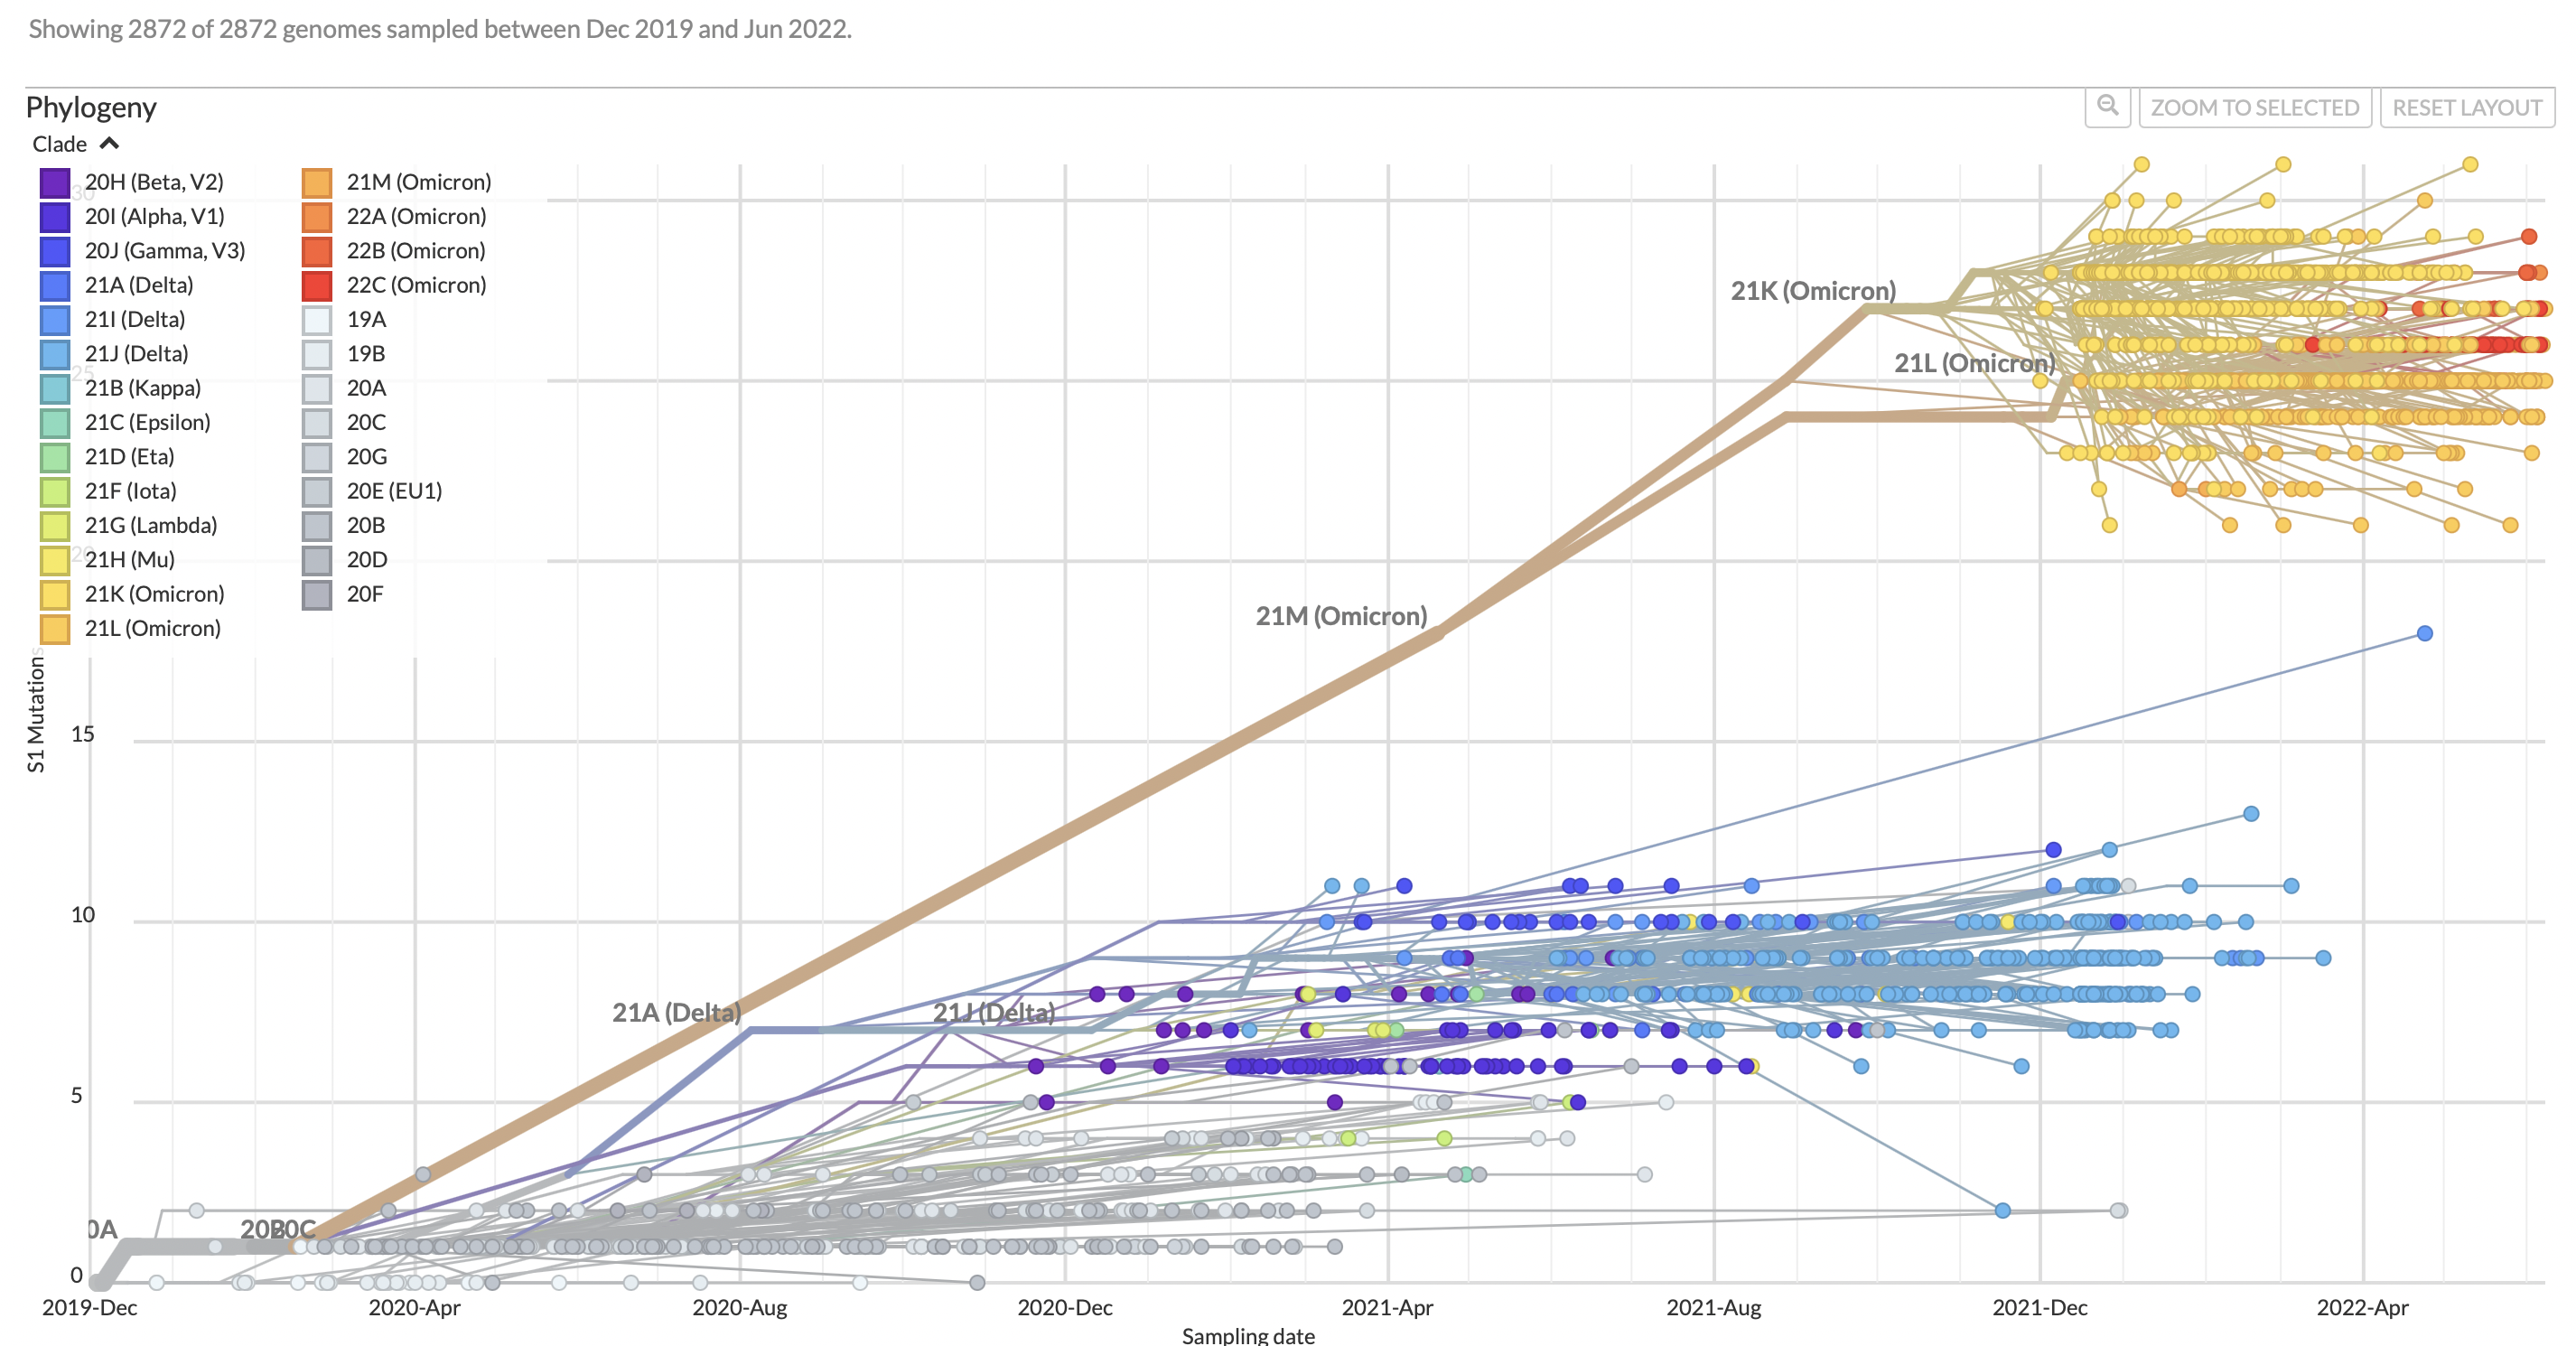 Showing 2872 of 2872 genomes sampled between Dec 2019 and Jun 2022.
Phylogeny
ZOOM TO SELECTED
RESET LAYOUT
Clade
20H (Beta, V2)
20I (Alpha, V1)
20J (Gamma, V3)
21A (Delta)
21I (Delta)
21J (Delta)
21B (Kappa)
21C (Epsilon)
21D (Eta)
21F (Iota)
21G (Lambda)
21H (Mu)
21K (Omicron)
21L (Omicron)
21M (Omicron)
22A (Omicron)
22B (Omicron)
22C (Omicron)
19A
19B
20A
20C
20G
20E (EU1)
20B
20D
20F
30
25
20
15
10
5
0
S1 Mutations
21K (Omicron)
21L (Omicron)
21M (Omicron)
21A (Delta)
21J (Delta)
2019-Dec
2020-Apr
2020-Aug
2020-Dec
2021-Apr
2021-Aug
2021-Dec
2022-Apr
Sampling date